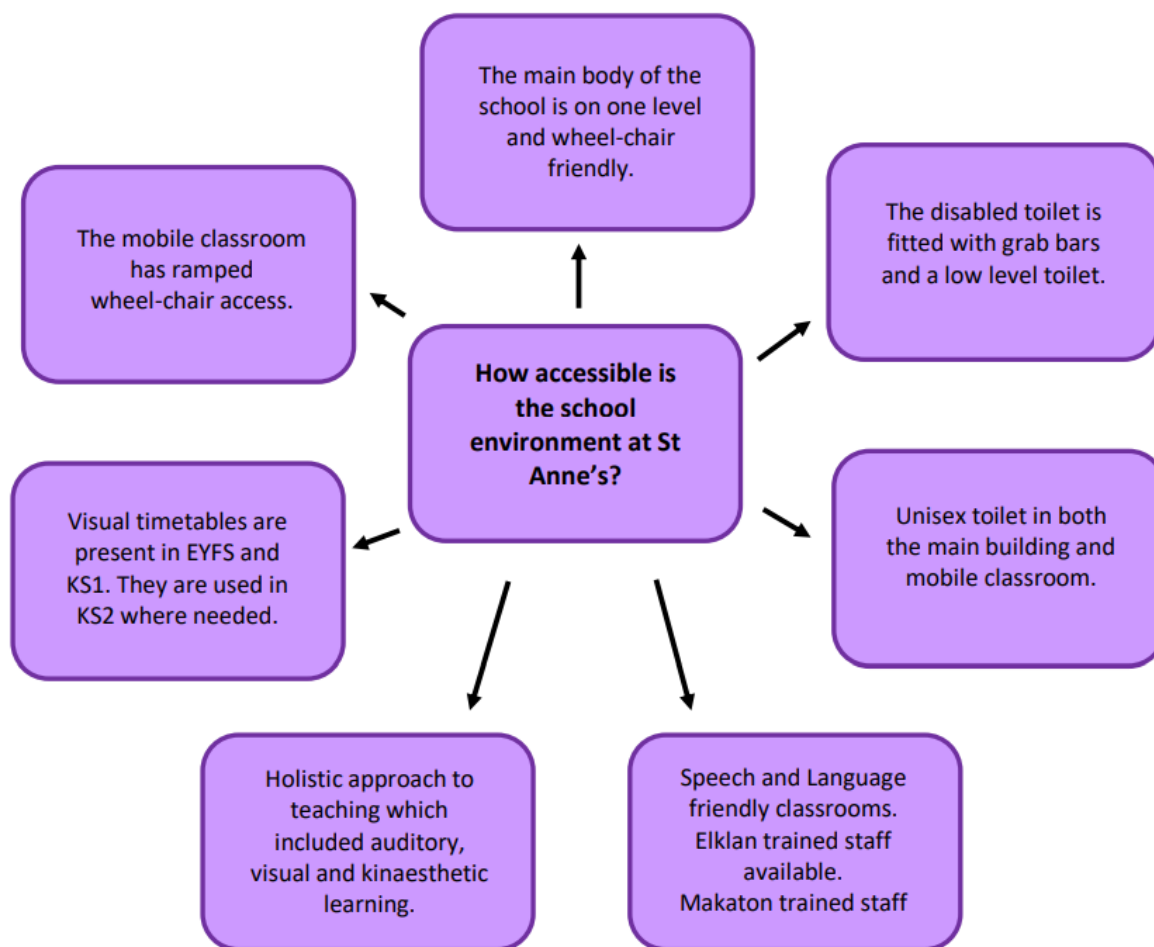 The main body of the
school is on one level
and wheel-chair
friendly.
The mobile classroom
has ramped
wheel-chair access.
The disabled toilet is
fitted with grab bars
and a low level toilet.
How accessible is
the school
environment at St
Anne’s?
Visual timetables are
present in EYFS and
KS1. They are used in
KS2 where needed.
Unisex toilet in both
the main building and
mobile classroom.
Holistic approach to
teaching which
included auditory,
visual and kinaesthetic
learning.
Speech and Language
friendly classrooms.
Elklan trained staff
available.
Makaton trained staff